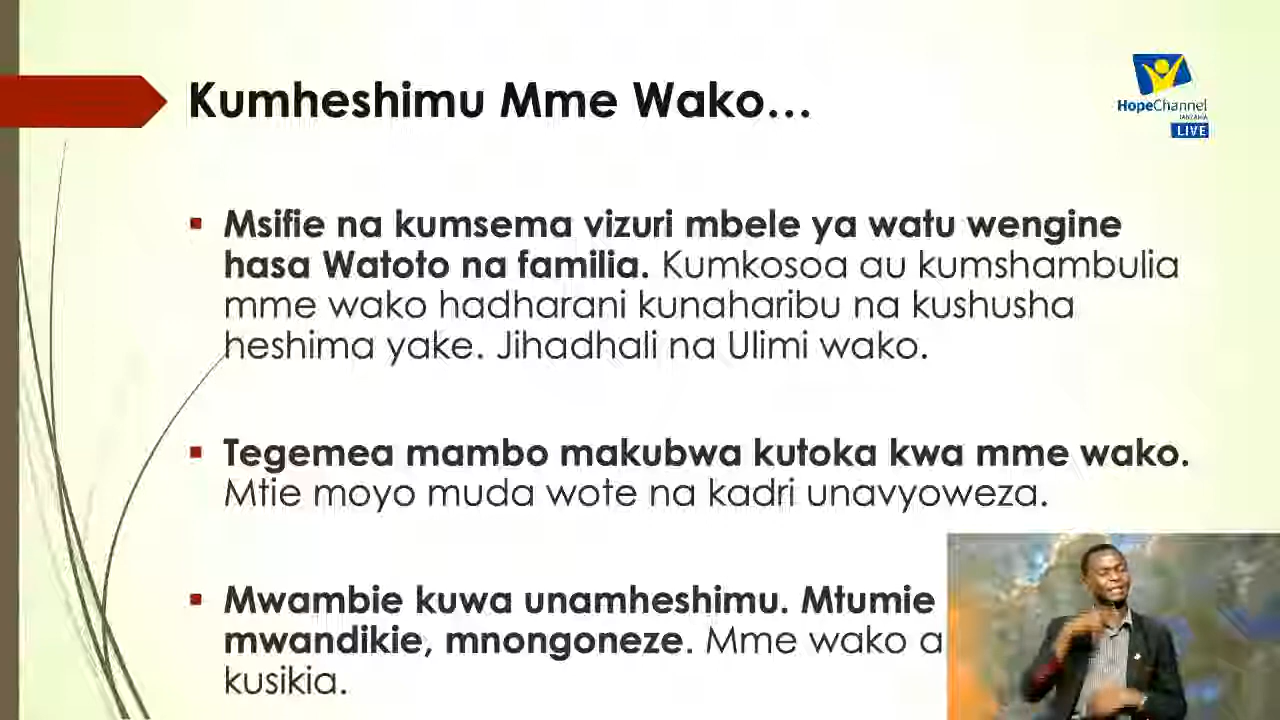 Kumheshimu Mme Wako...
HopeChannel
TANZANIA
LIVE
Msifie na kumsema vizuri mbele ya watu wengine
hasa Watoto na familia. Kumkosoa au kumshambulia
mme wako hadharani kunaharibu na kushusha
heshima yake. Jihadhali na Ulimi wako.
Tegemea mambo makubwa kutoka kwa mme wako.
Mtie moyo muda wote na kadri unavyoweza.
Mwambie kuwa unamheshimu. Mtumie
mwandikie, mnongoneze. Mme wako a
kusikia.